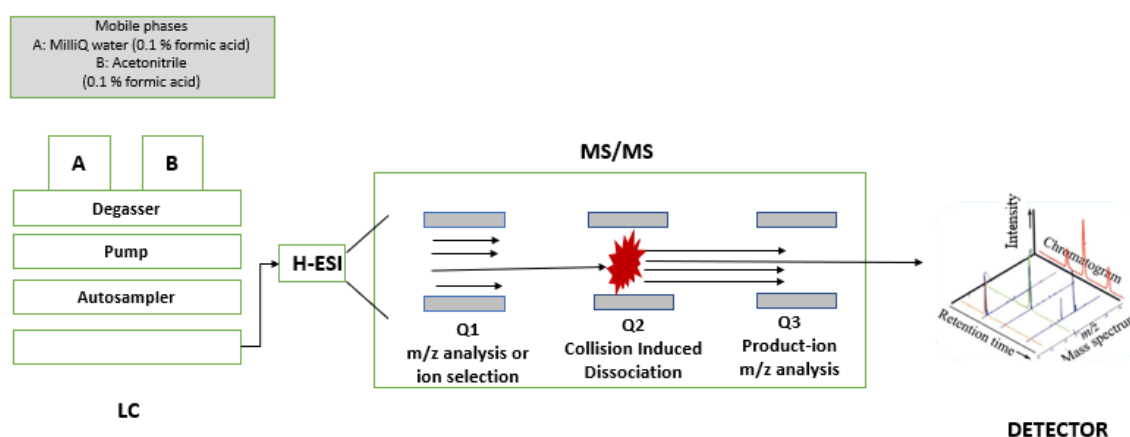 Mobile phases
A: MilliQ water (0.1 % formic acid)
B: Acetonitrile
(0.1 % formic acid)
A
B
Degasser
Pump
Autosampler
LC
H-ESI
MS/MS
Q1
m/z analysis or
ion selection
Q2
Collision Induced
Dissociation
Q3
Product-ion
m/z analysis
Intensity
Chromatogram
Retention time
m/z
Mass spectrum
DETECTOR